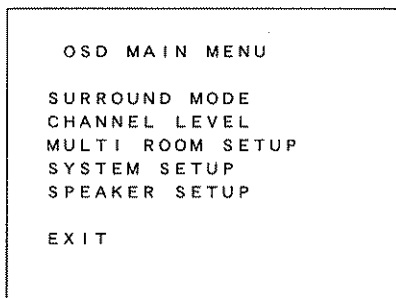 OSD MAIN MENU
SURROUND MODE
CHANNEL LEVEL
MULTI ROOM SETUP
SYSTEM SETUP
SPEAKER SETUP
EXIT